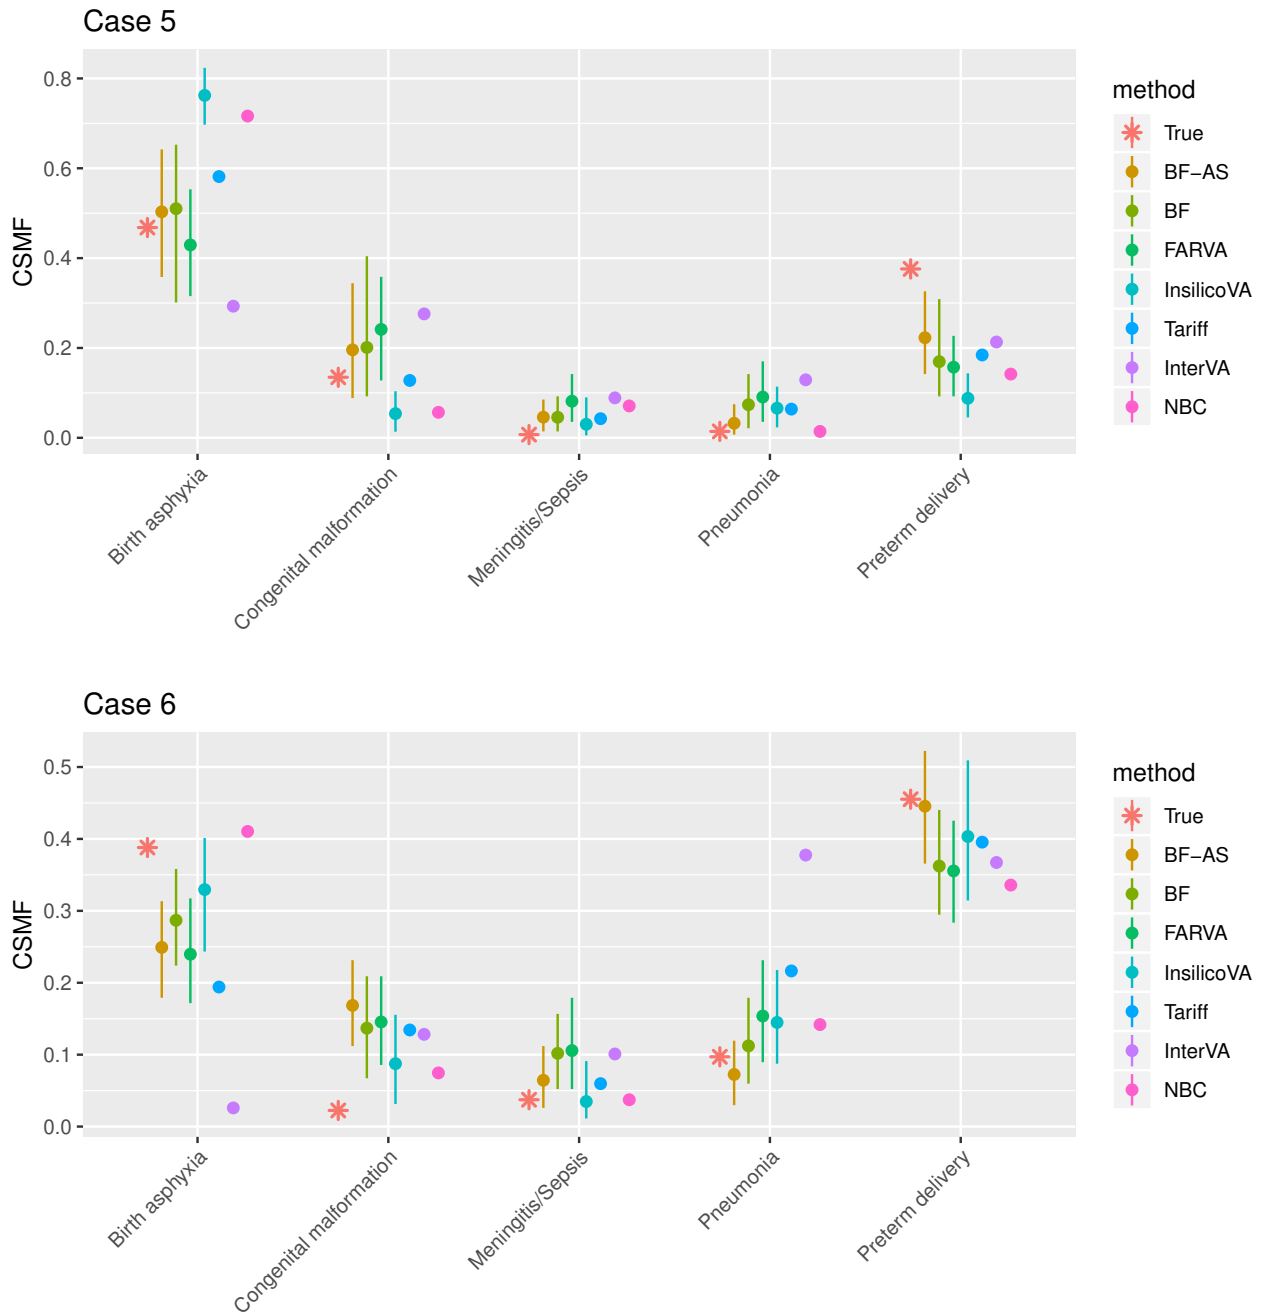 Case 5
CSMF
0.8
0.6
0.4
0.2
0.0
Birth asphyxia
Congenital malformation
Meningitis/Sepsis
Pneumonia
Preterm delivery
method
True
BF−AS
BF
FARVA
InsilicoVA
Tariff
InterVA
NBC
Case 6
CSMF
0.5
0.4
0.3
0.2
0.1
0.0
Birth asphyxia
Congenital malformation
Meningitis/Sepsis
Pneumonia
Preterm delivery
method
True
BF−AS
BF
FARVA
InsilicoVA
Tariff
InterVA
NBC